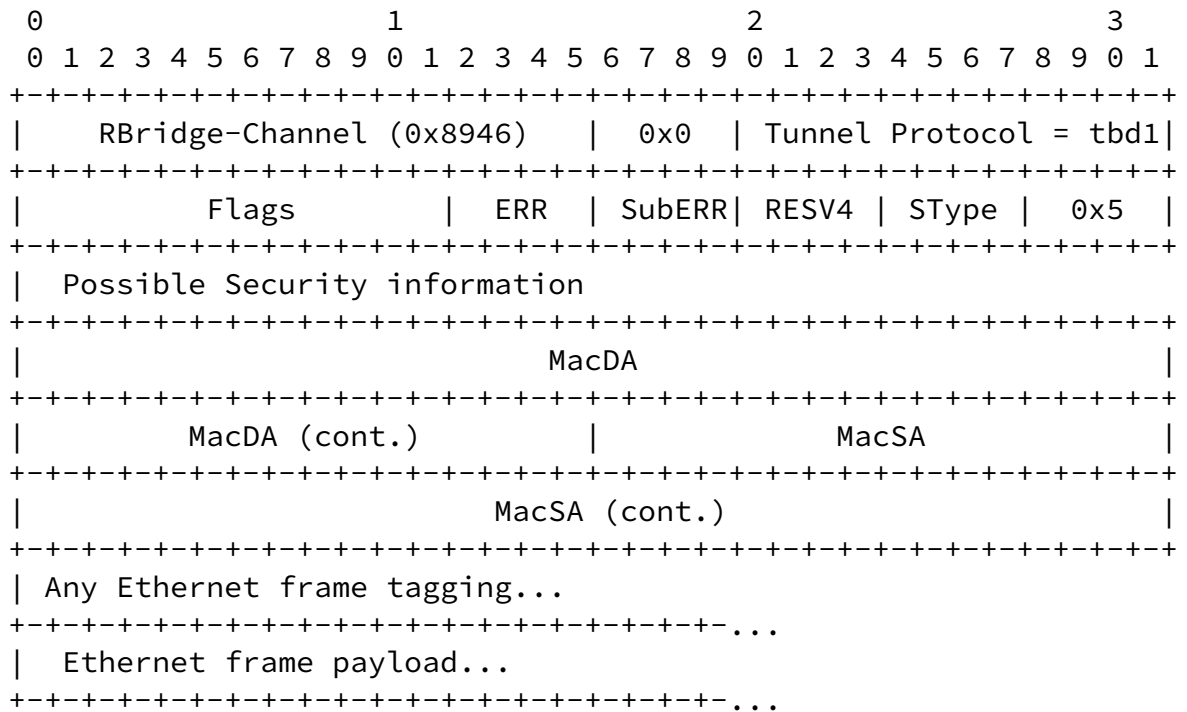 0                   1                   2                   3
 0 1 2 3 4 5 6 7 8 9 0 1 2 3 4 5 6 7 8 9 0 1 2 3 4 5 6 7 8 9 0 1
+-+-+-+-+-+-+-+-+-+-+-+-+-+-+-+-+-+-+-+-+-+-+-+-+-+-+-+-+-+-+-+-+
|    RBridge-Channel (0x8946)   |  0x0  | Tunnel Protocol = tbd1|
+-+-+-+-+-+-+-+-+-+-+-+-+-+-+-+-+-+-+-+-+-+-+-+-+-+-+-+-+-+-+-+-+
|          Flags        |  ERR  | SubERR| RESV4 | SType |  0x5  |
+-+-+-+-+-+-+-+-+-+-+-+-+-+-+-+-+-+-+-+-+-+-+-+-+-+-+-+-+-+-+-+-+
|  Possible Security information
+-+-+-+-+-+-+-+-+-+-+-+-+-+-+-+-+-+-+-+-+-+-+-+-+-+-+-+-+-+-+-+-+
|                             MacDA                             |
+-+-+-+-+-+-+-+-+-+-+-+-+-+-+-+-+-+-+-+-+-+-+-+-+-+-+-+-+-+-+-+-+
|         MacDA (cont.)         |             MacSA             |
+-+-+-+-+-+-+-+-+-+-+-+-+-+-+-+-+-+-+-+-+-+-+-+-+-+-+-+-+-+-+-+-+
|                          MacSA (cont.)                        |
+-+-+-+-+-+-+-+-+-+-+-+-+-+-+-+-+-+-+-+-+-+-+-+-+-+-+-+-+-+-+-+-+
| Any Ethernet frame tagging...
+-+-+-+-+-+-+-+-+-+-+-+-+-+-+-+-+-+-+-+-...
|  Ethernet frame payload...
+-+-+-+-+-+-+-+-+-+-+-+-+-+-+-+-+-+-+-+-...